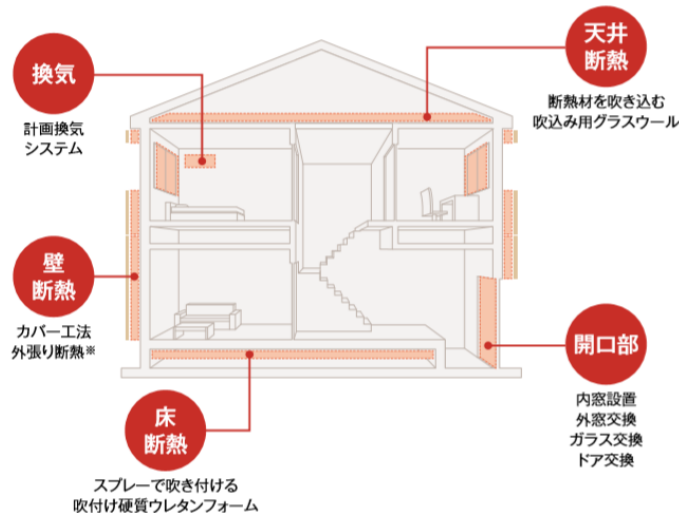 換気
計画換気
システム
天井
断熱
断熱材を吹き込む
吹込み用グラスウール
壁
断熱
カバー工法
外張り断熱※
開口部
内窓設置
外窓交換
ガラス交換
ドア交換
床
断熱
スプレーで吹き付ける
吹付け硬質ウレタンフォーム